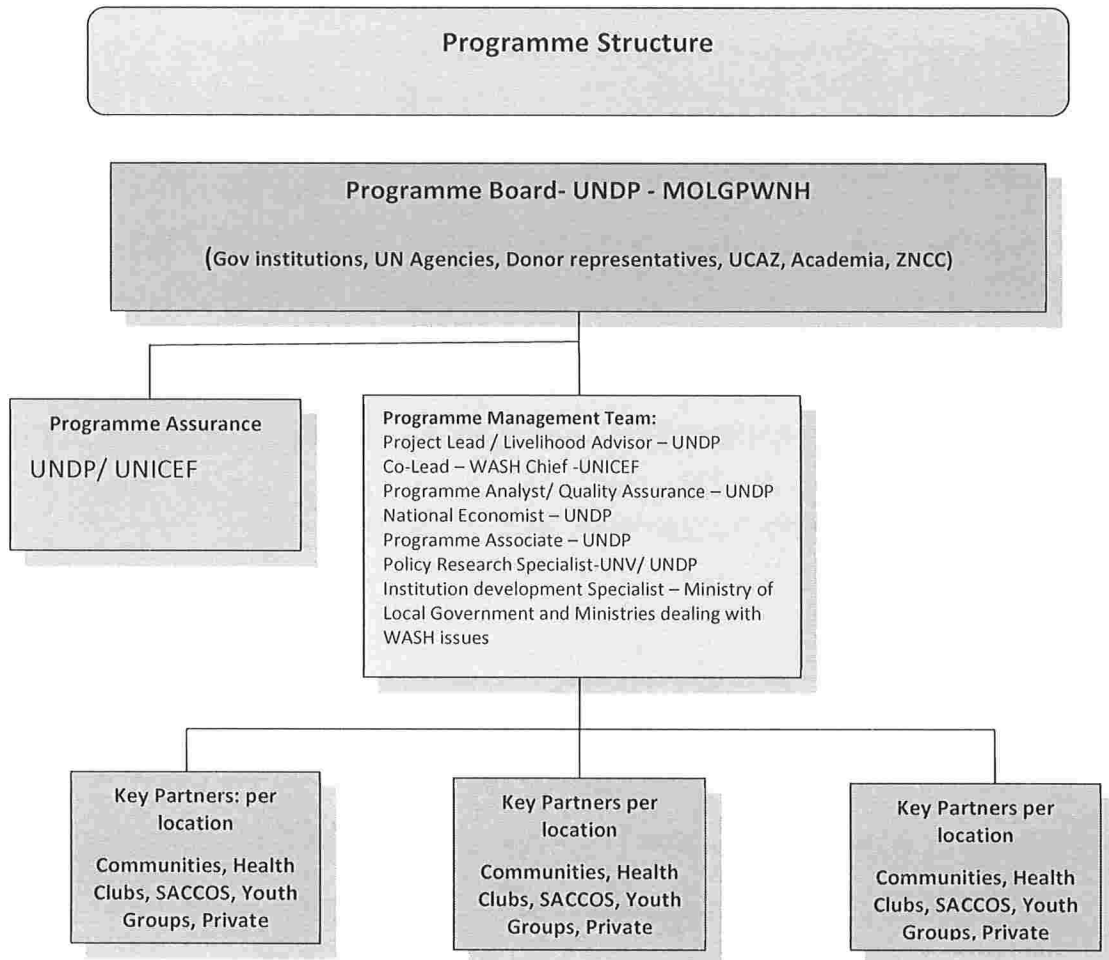 Programme Structure
Programme Board- UNDP - MOLGPWNH
(Gov institutions, UN Agencies, Donor representatives, UCAZ, Academia, ZNCC)
Programme Assurance
UNDP/ UNICEF
Programme Management Team:
Project Lead / Livelihood Advisor – UNDP
Co-Lead – WASH Chief -UNICEF
Programme Analyst/ Quality Assurance – UNDP
National Economist – UNDP
Programme Associate – UNDP
Policy Research Specialist-UNV/ UNDP
Institution development Specialist – Ministry of
Local Government and Ministries dealing with
WASH issues
Key Partners: per
location
Communities, Health
Clubs, SACCOS, Youth
Groups, Private
Key Partners per
location
Communities, Health
Clubs, SACCOS, Youth
Groups, Private
Key Partners per
location
Communities, Health
Clubs, SACCOS, Youth
Groups, Private